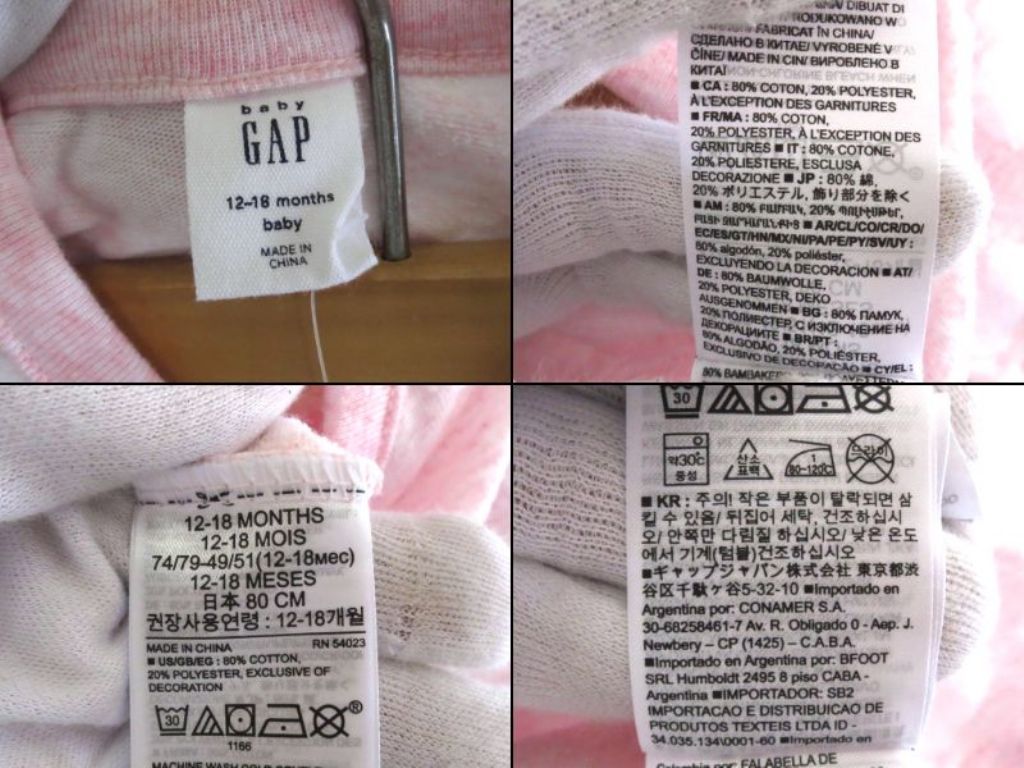 baby
GAP
12-18 months
baby
MADE IN
CHINA
DIBUAT DI
FABRICAT ÎN CHINA/
СДЕЛАНО В КИТАЕ/ VYROBENÉ V
ČÍNE/ MADE IN CIN/ ВИРОБЛЕНО В
КИТАЇ
■ CA : 80% COTON, 20% POLYESTER,
À L'EXCEPTION DES GARNITURES
■ FR/MA : 80% COTON,
20% POLYESTER, À L'EXCEPTION DES
GARNITURES ■ IT : 80% COTONE,
20% POLIESTERE, ESCLUSA
DECORAZIONE ■ JP : 80% 綿,
20% ポリエステル, 飾り部分を除く
■ AM : 80% 20%
■ AR/CL/CO/CR/DO/
EC/ES/GT/HN/MX/NI/PA/PE/PY/SV/UY :
80% algodón, 20% poliéster,
EXCLUYENDO LA DECORACION ■ AT/
DE : 80% BAUMWOLLE,
20% POLYESTER, DEKO
AUSGENOMMEN ■ BG : 80% ПАМУК,
20% ПОЛИЕСТЕР, С ИЗКЛЮЧЕНИЕ НА
ДЕКОРАЦИИТЕ ■ BR/PT :
80% ALGODÃO, 20% POLIÉSTER,
EXCLUSIVO DE DECORAÇÃO ■ CY/EL :
12-18 MONTHS
12-18 MOIS
74/79-49/51(12-18мес)
12-18 MESES
日本 80 CM
권장사용연령 : 12-18개월
MADE IN CHINA RN 54023
■ US/GB/EG : 80% COTTON,
20% POLYESTER, EXCLUSIVE OF
DECORATION
30 ®
1166
30
약30℃ 중성 산소 표백 1 80-120℃ 드라이
■ KR : 주의! 작은 부품이 탈락되면 삼
킬 수 있음/ 뒤집어 세탁, 건조하십시
오/ 안쪽만 다림질 하십시오/ 낮은 온도
에서 기계(텀블)건조하십시오
■ギャップジャパン株式会社 東京都渋
谷区千駄ヶ谷5-32-10 ■Importado en
Argentina por: CONAMER S.A.
30-68258461-7 Av. R. Obligado 0 - Aep. J.
Newbery – CP (1425) – C.A.B.A.
■Importado en Argentina por: BFOOT
SRL Humboldt 2495 8 piso CABA -
Argentina ■IMPORTADOR: SB2
IMPORTACAO E DISTRIBUICAO DE
PRODUTOS TEXTEIS LTDA ID -
34.035.134\0001-60 ■Importado en
Colombia por: FALABELLA DE